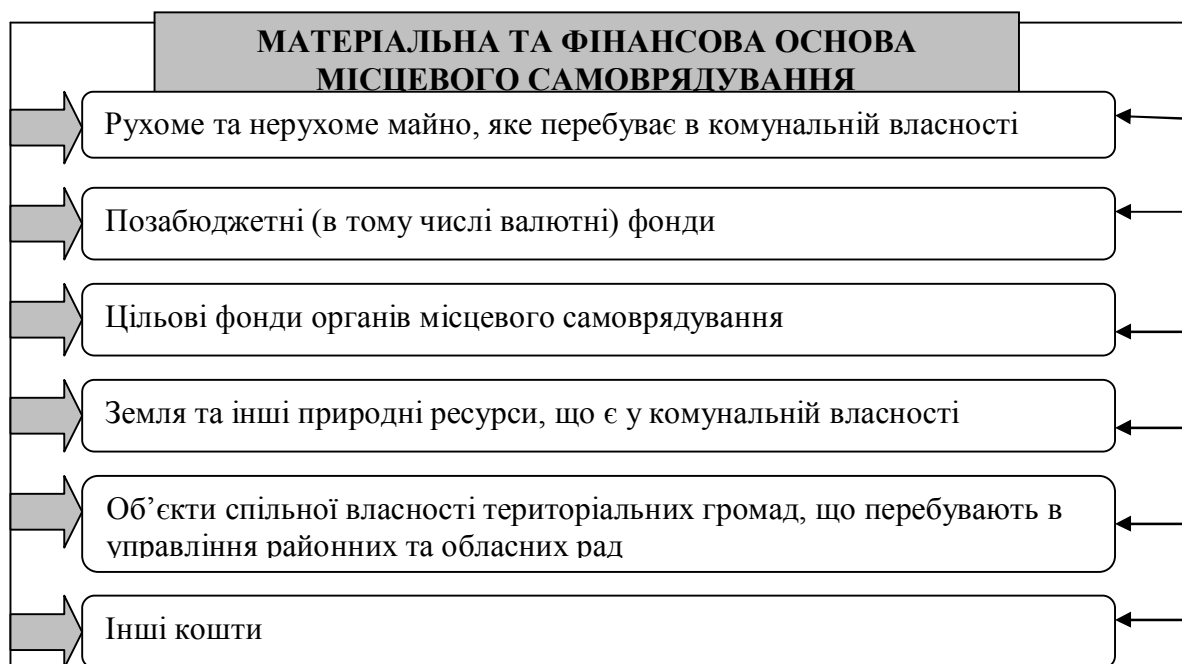 МАТЕРІАЛЬНА ТА ФІНАНСОВА ОСНОВА
МІСЦЕВОГО САМОВРЯДУВАННЯ
Рухоме та нерухоме майно, яке перебуває в комунальній власності
Позабюджетні (в тому числі валютні) фонди
Цільові фонди органів місцевого самоврядування
Земля та інші природні ресурси, що є у комунальній власності
Об’єкти спільної власності територіальних громад, що перебувають в
управління районних та обласних рад
Інші кошти